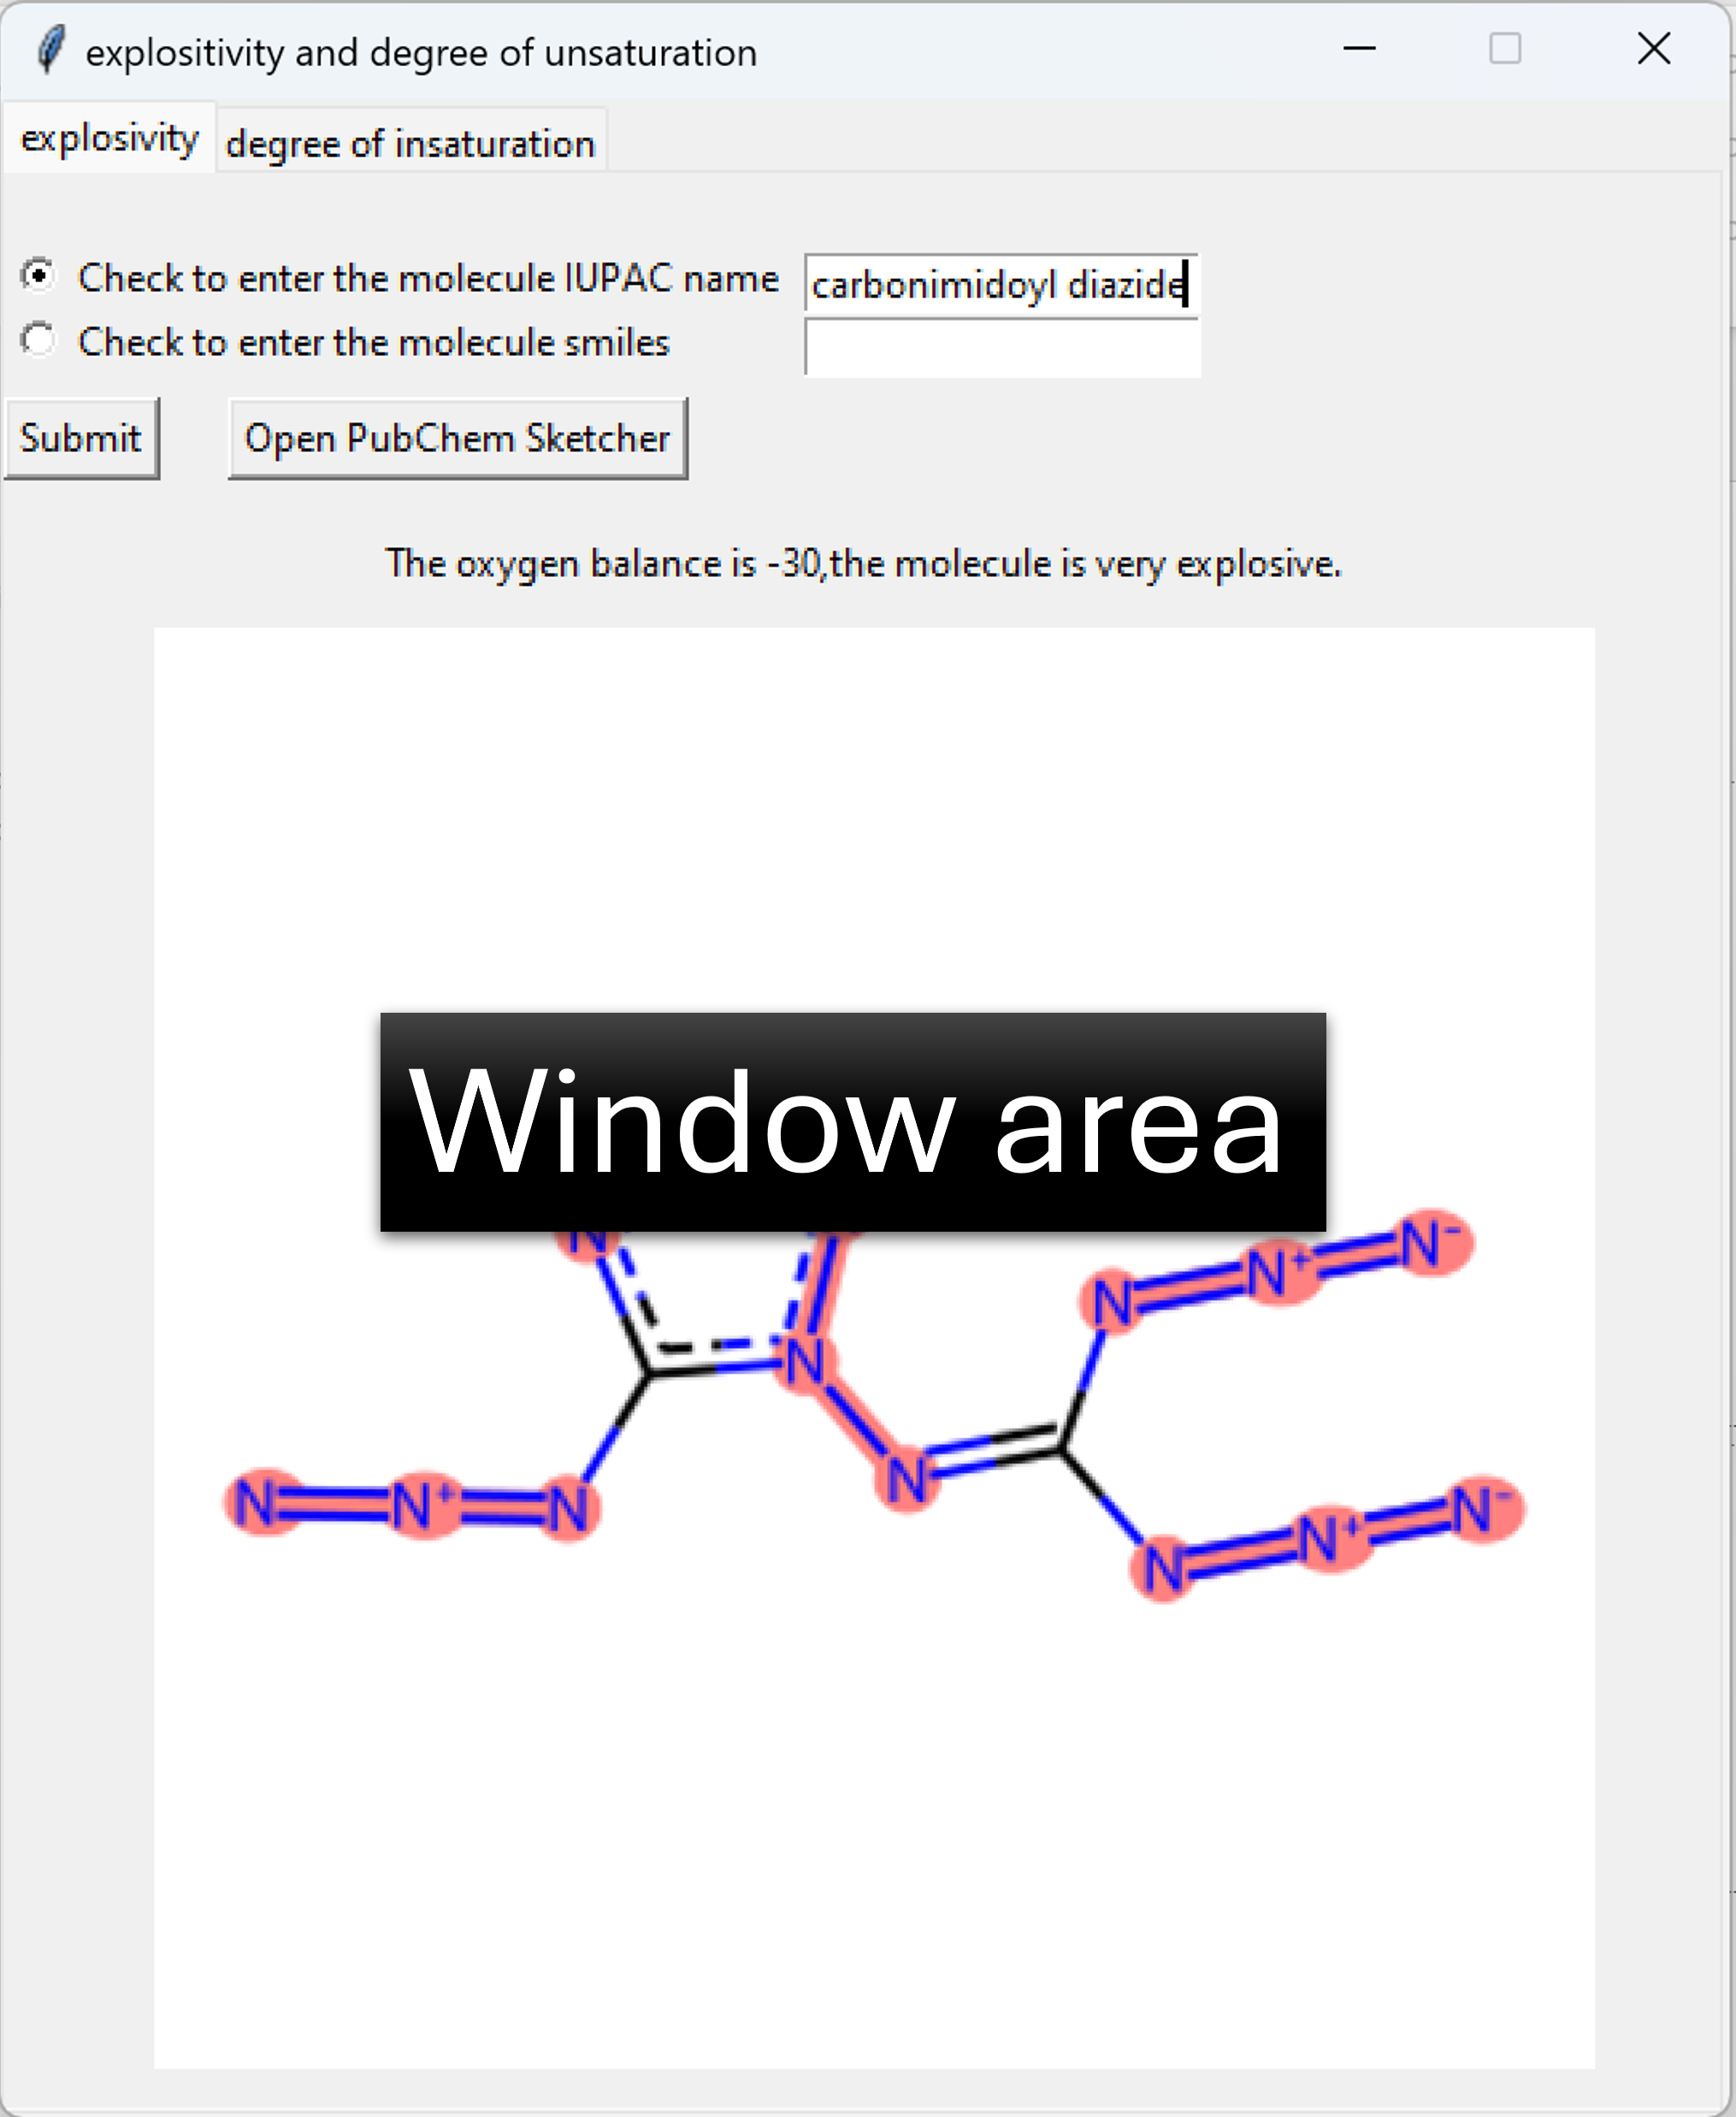 explositivity and degree of unsaturation
explosivity degree of insaturation
Check to enter the molecule IUPAC name carbonimidoyl diazide
Check to enter the molecule smiles
Submit Open PubChem Sketcher
The oxygen balance is -30,the molecule is very explosive.
Window area
N
N N⁺ N⁻
N
N
N N⁺ N
N N⁺ N⁻